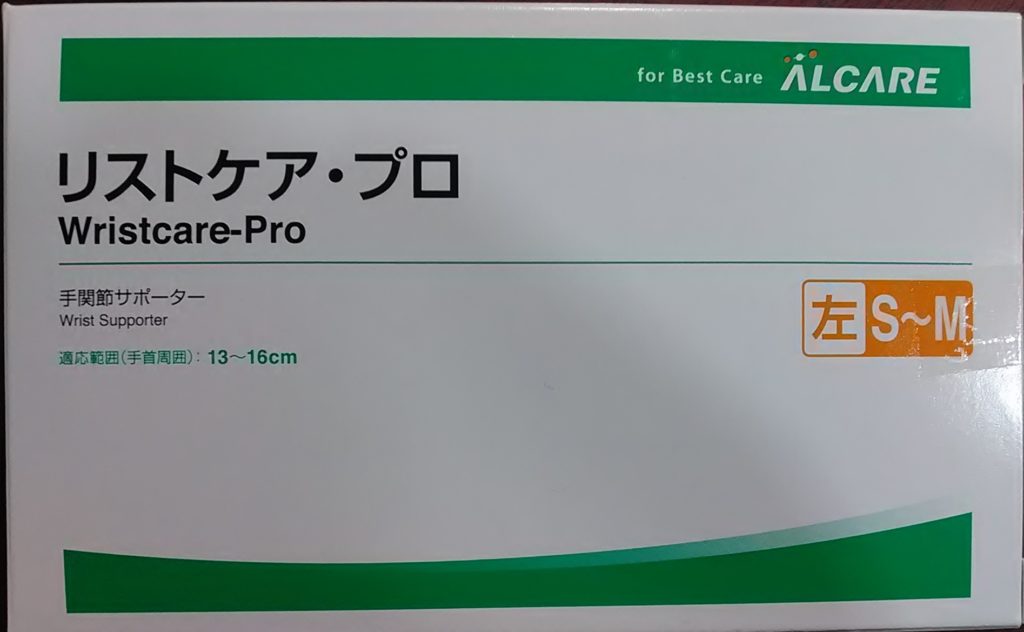 for Best Care ALCARE
リストケア・プロ
Wristcare-Pro
手関節サポーター
Wrist Supporter
適応範囲(手首周囲):13～16cm
左 S～M